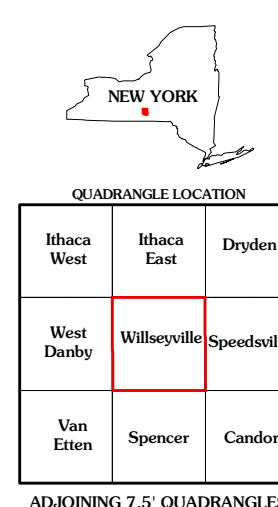 NEW YORK
QUADRANGLE LOCATION
Ithaca West
Ithaca East
Dryden
West Danby
Willseyville
Speedsvil
Van Etten
Spencer
Candor
ADJOINING 7.5' QUADRANGLES